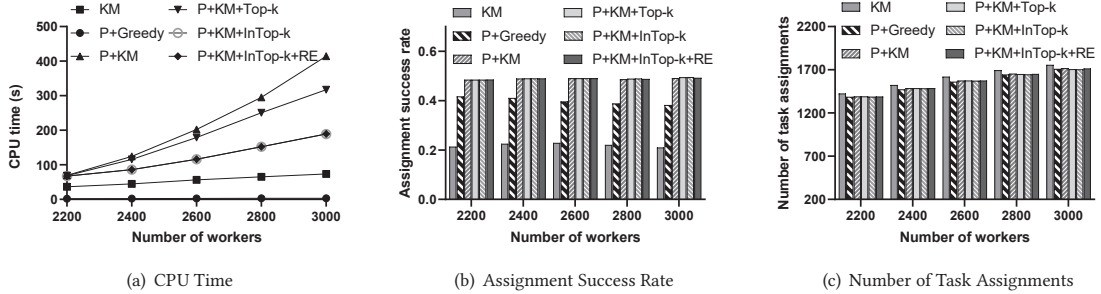 KM P+KM+Top-k
P+Greedy P+KM+InTop-k
P+KM P+KM+InTop-k+RE
CPU time (s)
500
400
300
200
100
0
2200 2400 2600 2800 3000
Number of workers
(a) CPU Time
KM P+KM+Top-k
P+Greedy P+KM+InTop-k
P+KM P+KM+InTop-k+RE
Assignment success rate
0.6
0.4
0.2
0.0
2200 2400 2600 2800 3000
Number of workers
(b) Assignment Success Rate
KM P+KM+Top-k
P+Greedy P+KM+InTop-k
P+KM P+KM+InTop-k+RE
Number of task assignments
2200
1700
1200
700
200
2200 2400 2600 2800 3000
Number of workers
(c) Number of Task Assignments